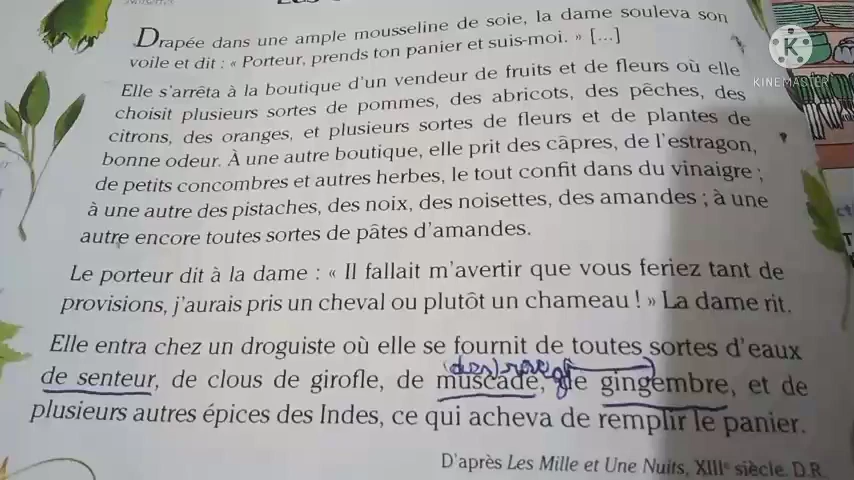 Drapée dans une ample mousseline de soie, la dame souleva son
voile et dit : « Porteur, prends ton panier et suis-moi. » [...]
Elle s'arrêta à la boutique d'un vendeur de fruits et de fleurs où elle
choisit plusieurs sortes de pommes, des abricots, des pêches, des
citrons, des oranges, et plusieurs sortes de fleurs et de plantes de
bonne odeur. À une autre boutique, elle prit des câpres, de l'estragon,
de petits concombres et autres herbes, le tout confit dans du vinaigre ;
à une autre des pistaches, des noix, des noisettes, des amandes ; à une
autre encore toutes sortes de pâtes d'amandes.
Le porteur dit à la dame : « Il fallait m'avertir que vous feriez tant de
provisions, j'aurais pris un cheval ou plutôt un chameau ! » La dame rit.
Elle entra chez un droguiste où elle se fournit de toutes sortes d'eaux
(des)
de senteur, de clous de girofle, de muscade, de gingembre, et de
plusieurs autres épices des Indes, ce qui acheva de remplir le panier.
D'après Les Mille et Une Nuits, XIIIe siècle. D.R.
K
KINEMASTER